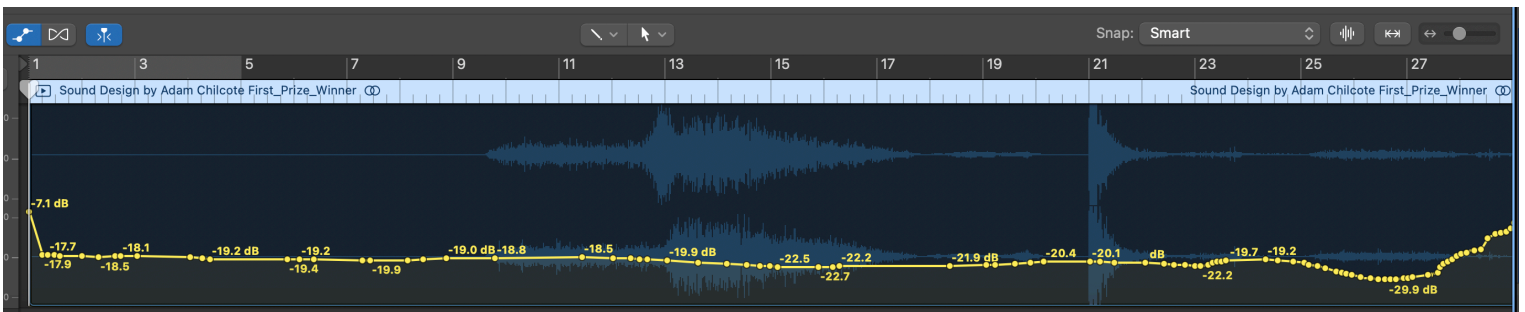 Snap: Smart
1 3 5 7 9 11 13 15 17 19 21 23 25 27
Sound Design by Adam Chilcote First_Prize_Winner Sound Design by Adam Chilcote First_Prize_Winner
-7.1 dB
-17.7 -18.1 -19.2 dB -19.2 -19.0 dB -18.8 -18.5 -19.9 dB -22.5 -22.2 -21.9 dB -20.4 -20.1 dB -19.7 -19.2
-17.9 -18.5 -19.4 -19.9 -22.7 -22.2 -29.9 dB